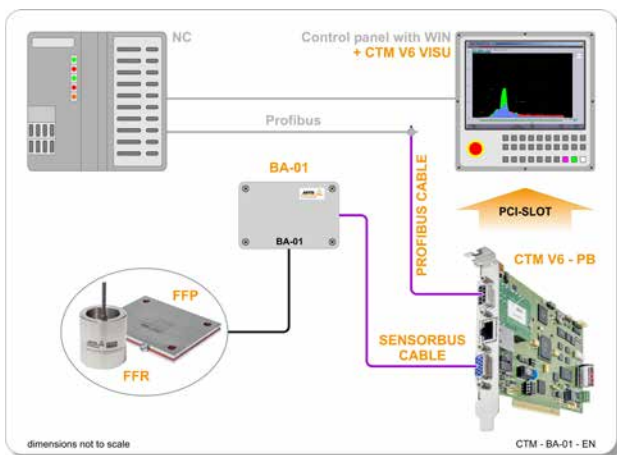 NC
Control panel with WIN
+ CTM V6 VISU
Profibus
BA-01
BA-01
PROFIBUS CABLE
PCI-SLOT
CTM V6 - PB
FFP
FFR
SENSORBUS
CABLE
dimensions not to scale
CTM - BA-01 - EN